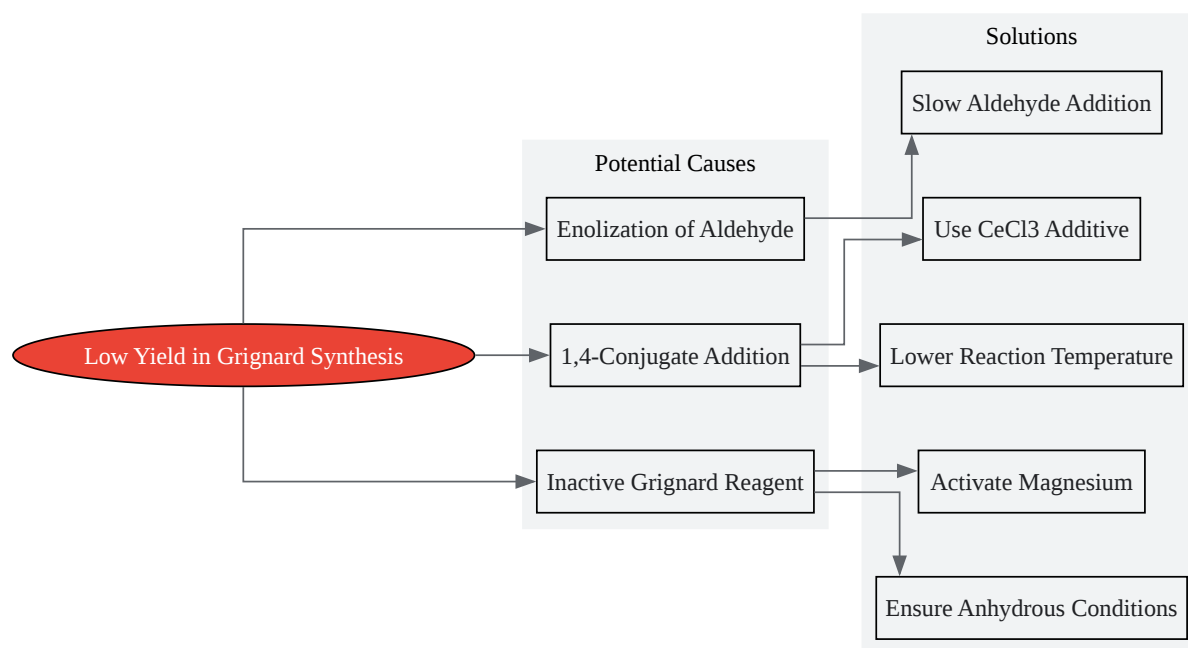 Low Yield in Grignard Synthesis
Potential Causes
Enolization of Aldehyde
1,4-Conjugate Addition
Inactive Grignard Reagent
Solutions
Slow Aldehyde Addition
Use CeCl3 Additive
Lower Reaction Temperature
Activate Magnesium
Ensure Anhydrous Conditions